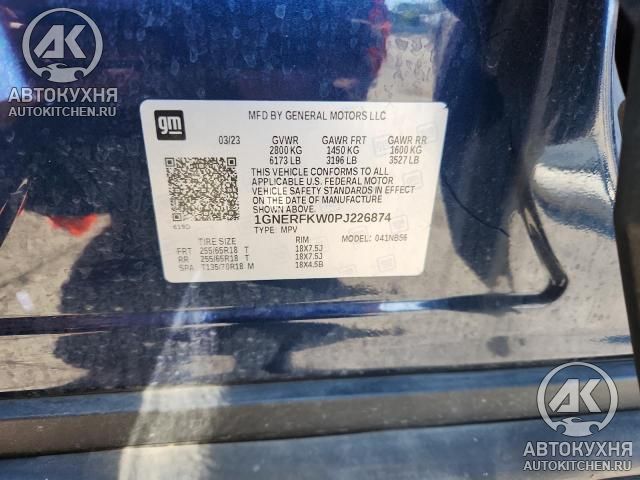 АК
АВТОКУХНЯ
AUTOKITCHEN.RU
gm
MFD BY GENERAL MOTORS LLC
03/23 GVWR GAWR FRT GAWR RR
2800 KG 1450 KG 1600 KG
6173 LB 3196 LB 3527 LB
THIS VEHICLE CONFORMS TO ALL
APPLICABLE U.S. FEDERAL MOTOR
VEHICLE SAFETY STANDARDS IN EFFECT
ON THE DATE OF MANUFACTURE
SHOWN ABOVE.
1GNERFKW0PJ226874
TYPE: MPV
TIRE SIZE RIM MODEL: 041NB56
FRT 255/65R18 T 18X7.5J
RR 255/65R18 T 18X7.5J
SPA T135/70R18 M 18X4.5B
АК
АВТОКУХНЯ
AUTOKITCHEN.RU